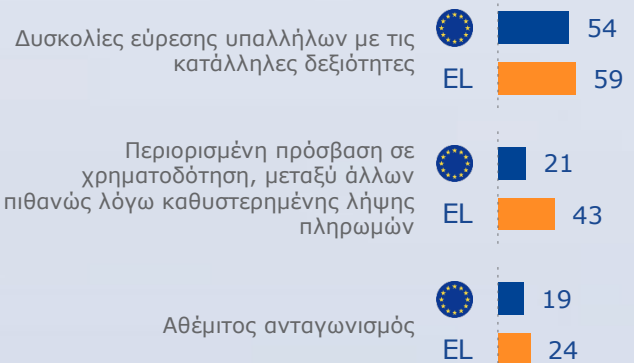 Δυσκολίες εύρεσης υπαλλήλων με τις
κατάλληλες δεξιότητες
54
EL 59
Περιορισμένη πρόσβαση σε
χρηματοδότηση, μεταξύ άλλων
πιθανώς λόγω καθυστερημένης λήψης
πληρωμών
21
EL 43
Αθέμιτος ανταγωνισμός
19
EL 24